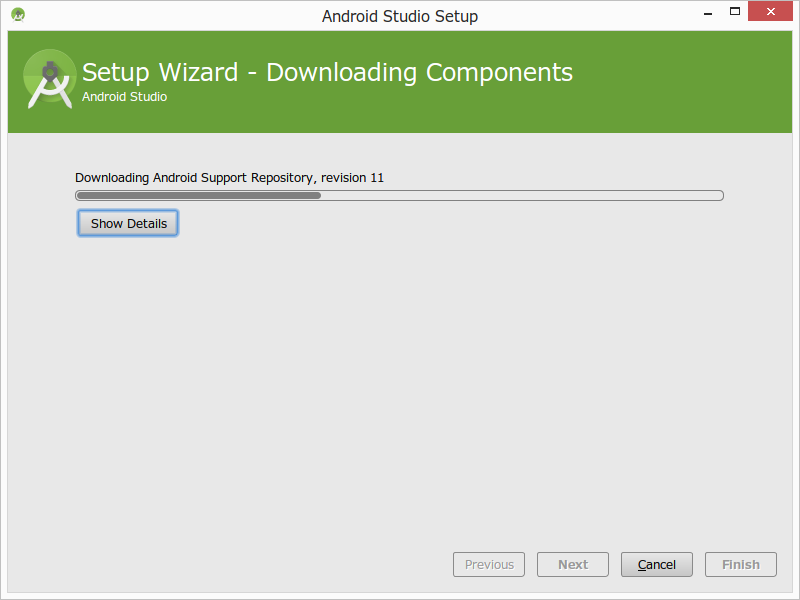 Android Studio Setup
Setup Wizard - Downloading Components
Android Studio
Downloading Android Support Repository, revision 11
Show Details
Previous
Next
Cancel
Finish